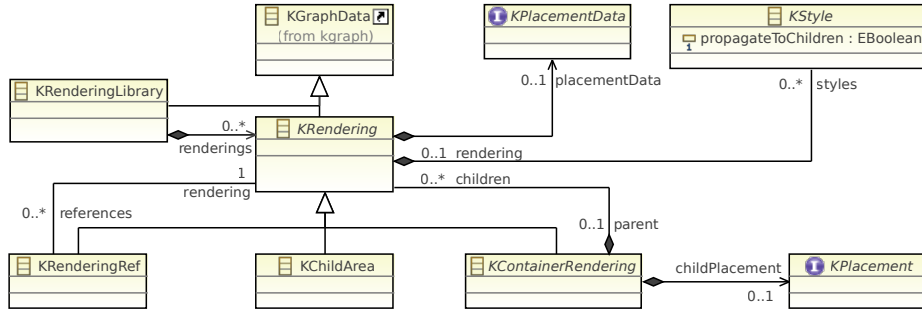 KGraphData
(from kgraph)
KPlacementData
KStyle
propagateToChildren : EBoolean
1
KRenderingLibrary
0..1 placementData
0..* styles
0..*
renderings
KRendering
0..1 rendering
0..* children
1
rendering
0..* references
0..1 parent
KRenderingRef
KChildArea
KContainerRendering
childPlacement
0..1
KPlacement